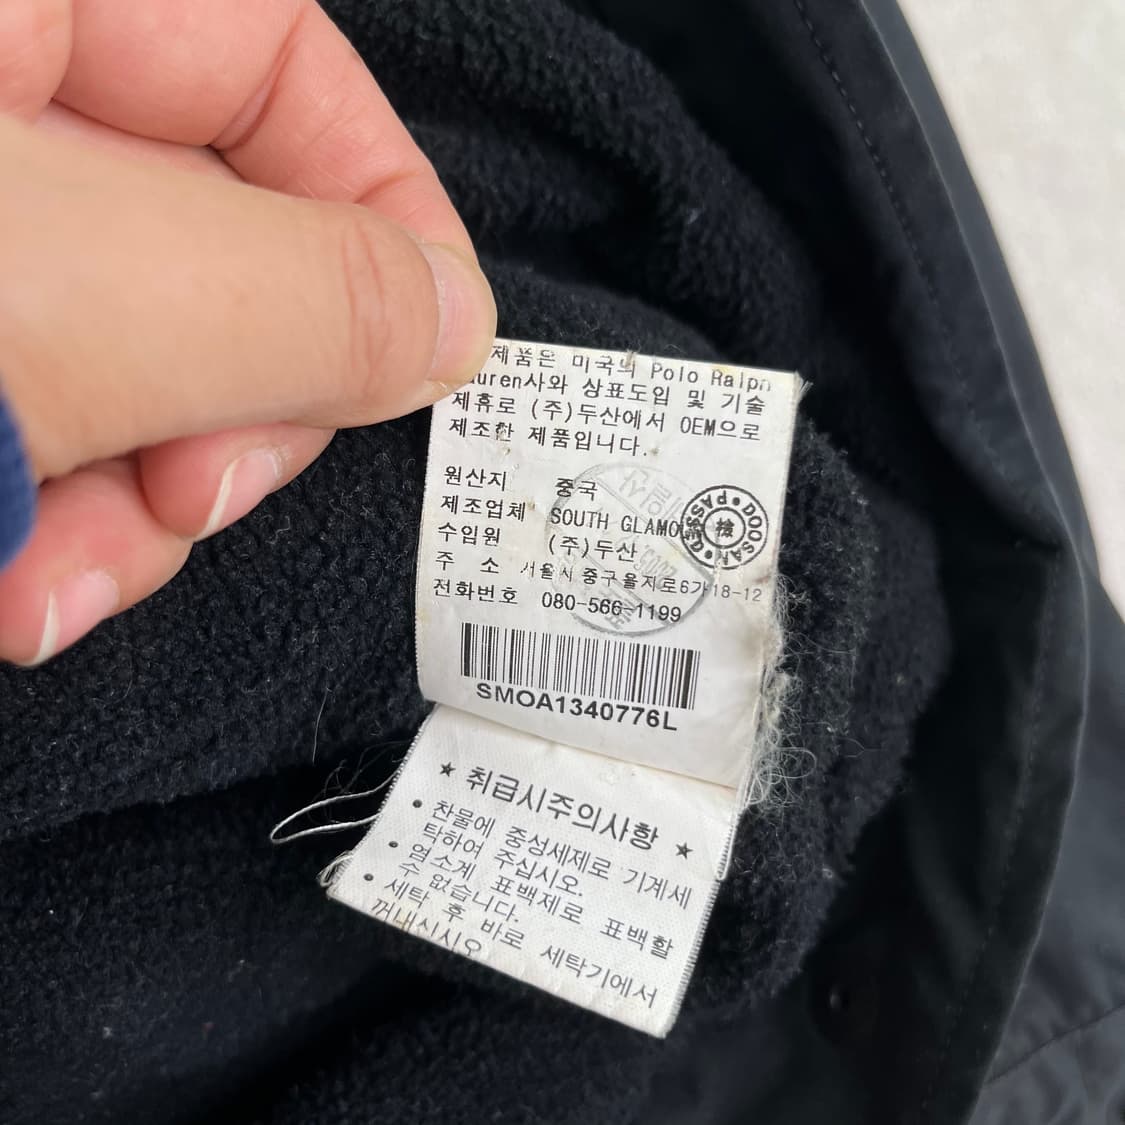 제품은 미국의 Polo Ralph
Lauren사와 상표도입 및 기술
제휴로 (주)두산에서 OEM으로
제조한 제품입니다.
원산지 중국
제조업체 SOUTH GLAMO
수입원 (주)두산
주 소 서울시 중구 을지로6가18-12
전화번호 080-566-1199
DOOSAN PASSED
檢
SMOA1340776L
★ 취급시주의사항 ★
• 찬물에 중성세제로 기계세
탁하여 주십시오.
• 염소계 표백제로 표백할
수 없습니다.
• 세탁 후 바로 세탁기에서
꺼내십시오